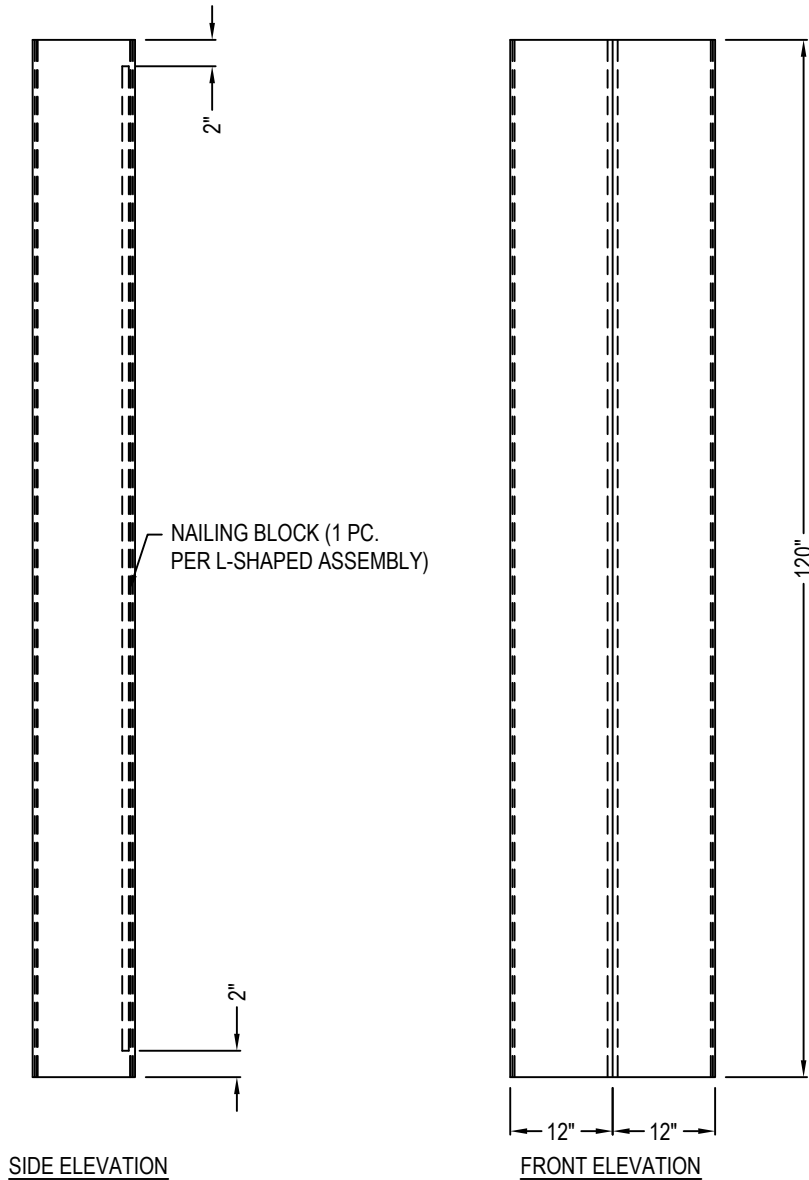 2"
NAILING BLOCK (1 PC.
PER L-SHAPED ASSEMBLY)
120"
2"
12"
12"
SIDE ELEVATION
FRONT ELEVATION